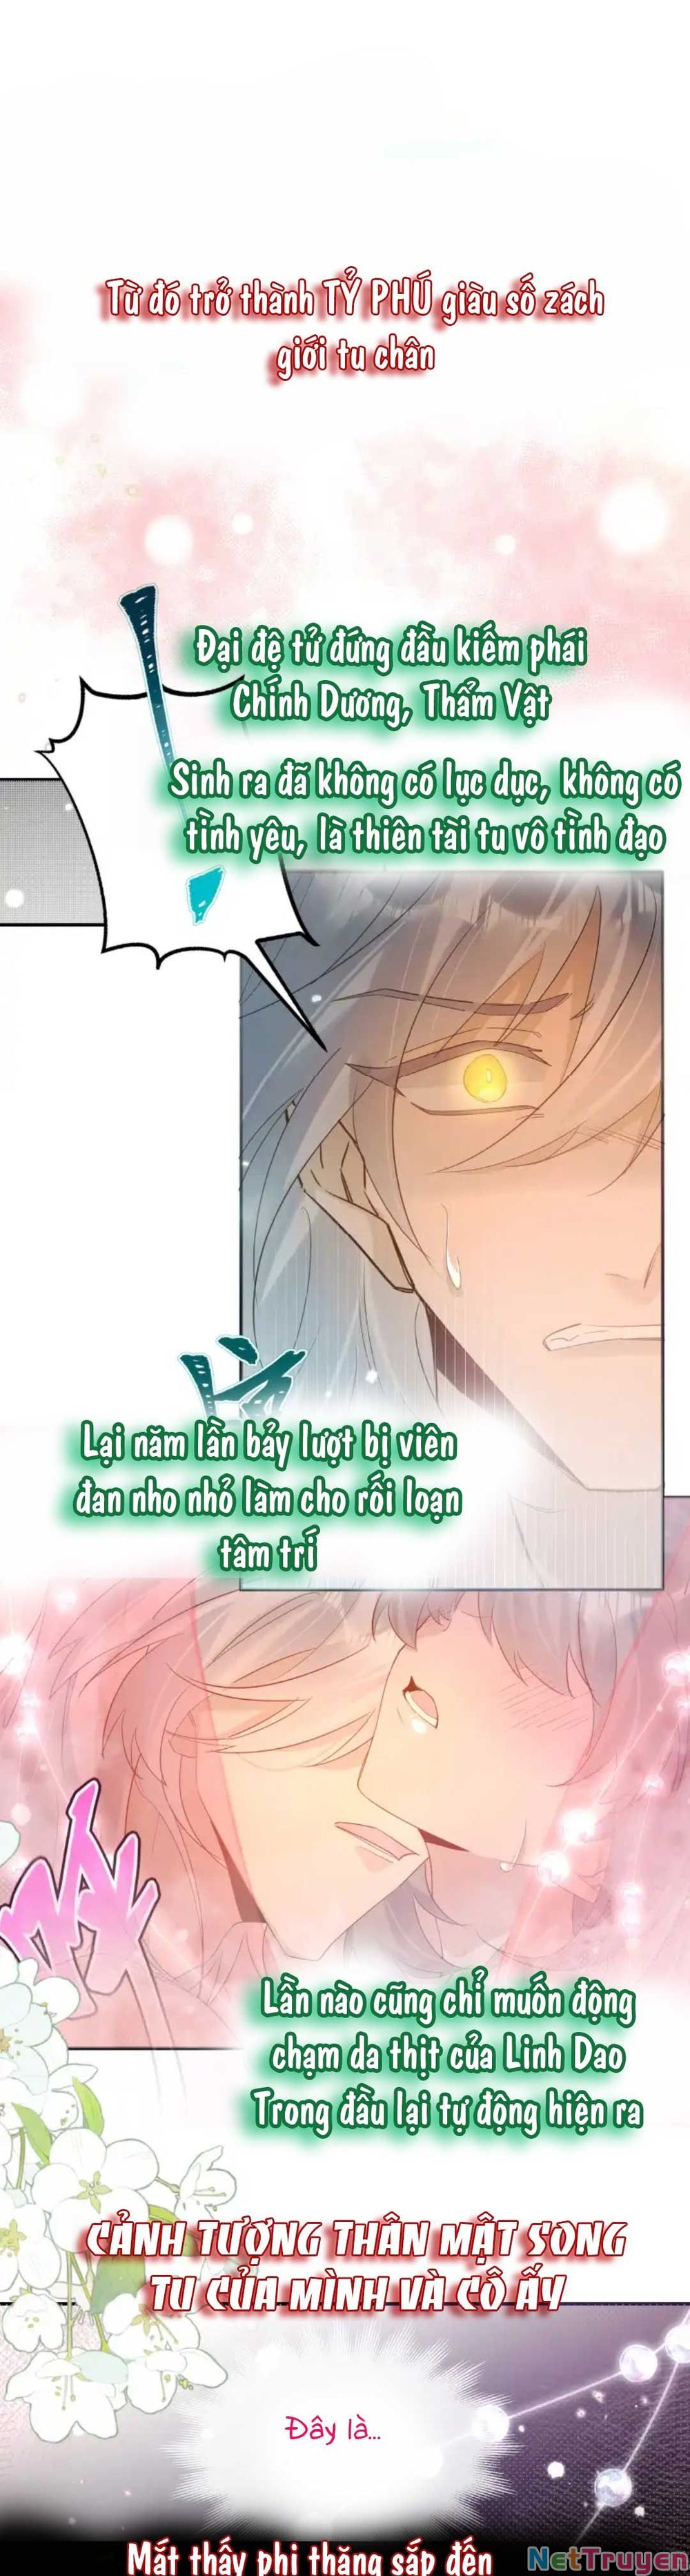 Từ đó trở thành TỶ PHÚ giàu số zách
giới tu chân
Đại đệ tử đứng đầu kiếm phái
Chính Dương, Thẩm Vật
Sinh ra đã không có lục dục, không có
tình yêu, là thiên tài tu vô tình đạo
Lại năm lần bảy lượt bị viên
đan nho nhỏ làm cho rối loạn
tâm trí
Lần nào cũng chỉ muốn động
chạm da thịt của Linh Dao
Trong đầu lại tự động hiện ra
CẢNH TƯỢNG THÂN MẬT SONG
TU CỦA MÌNH VÀ CÔ ẤY
Đây là...
Mắt thấy phi thăng sắp đến
NetTruyen